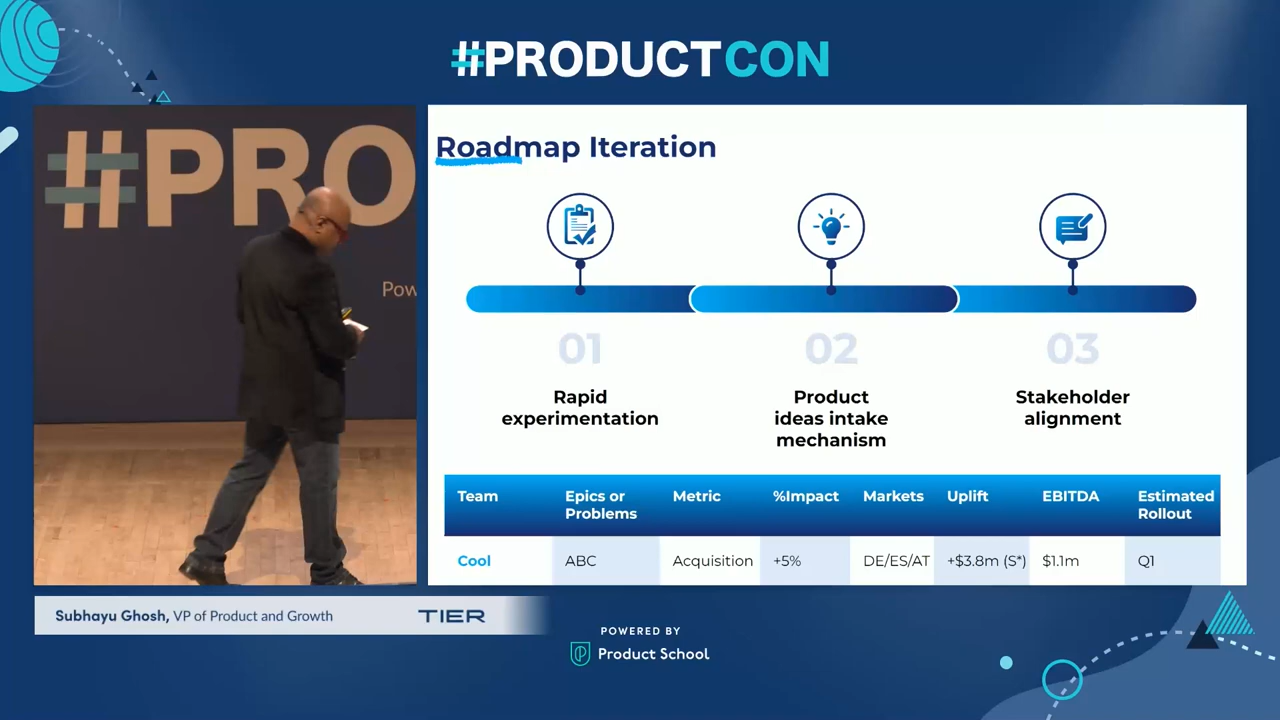 #PRODUCTCON
#PRO
Pow
Roadmap Iteration
01
02
03
Rapid
experimentation
Product
ideas intake
mechanism
Stakeholder
alignment
Team Epics or Problems Metric %Impact Markets Uplift EBITDA Estimated Rollout
Cool ABC Acquisition +5% DE/ES/AT +$3.8m (S*) $1.1m Q1
Subhayu Ghosh, VP of Product and Growth
TIER
POWERED BY
Product School